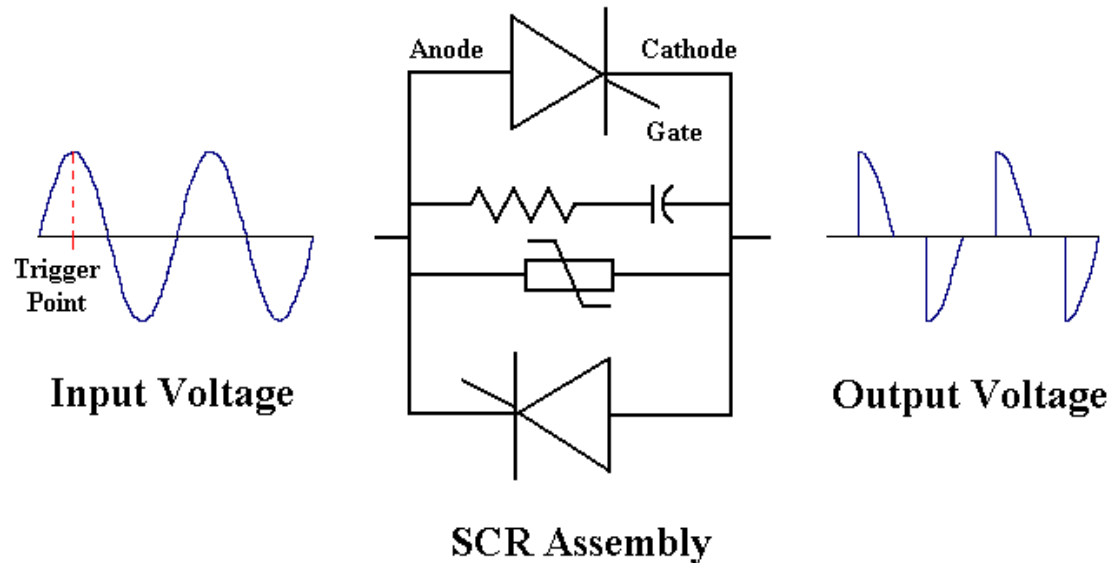 Anode
Cathode
Gate
Trigger
Point
Input Voltage
Output Voltage
SCR Assembly